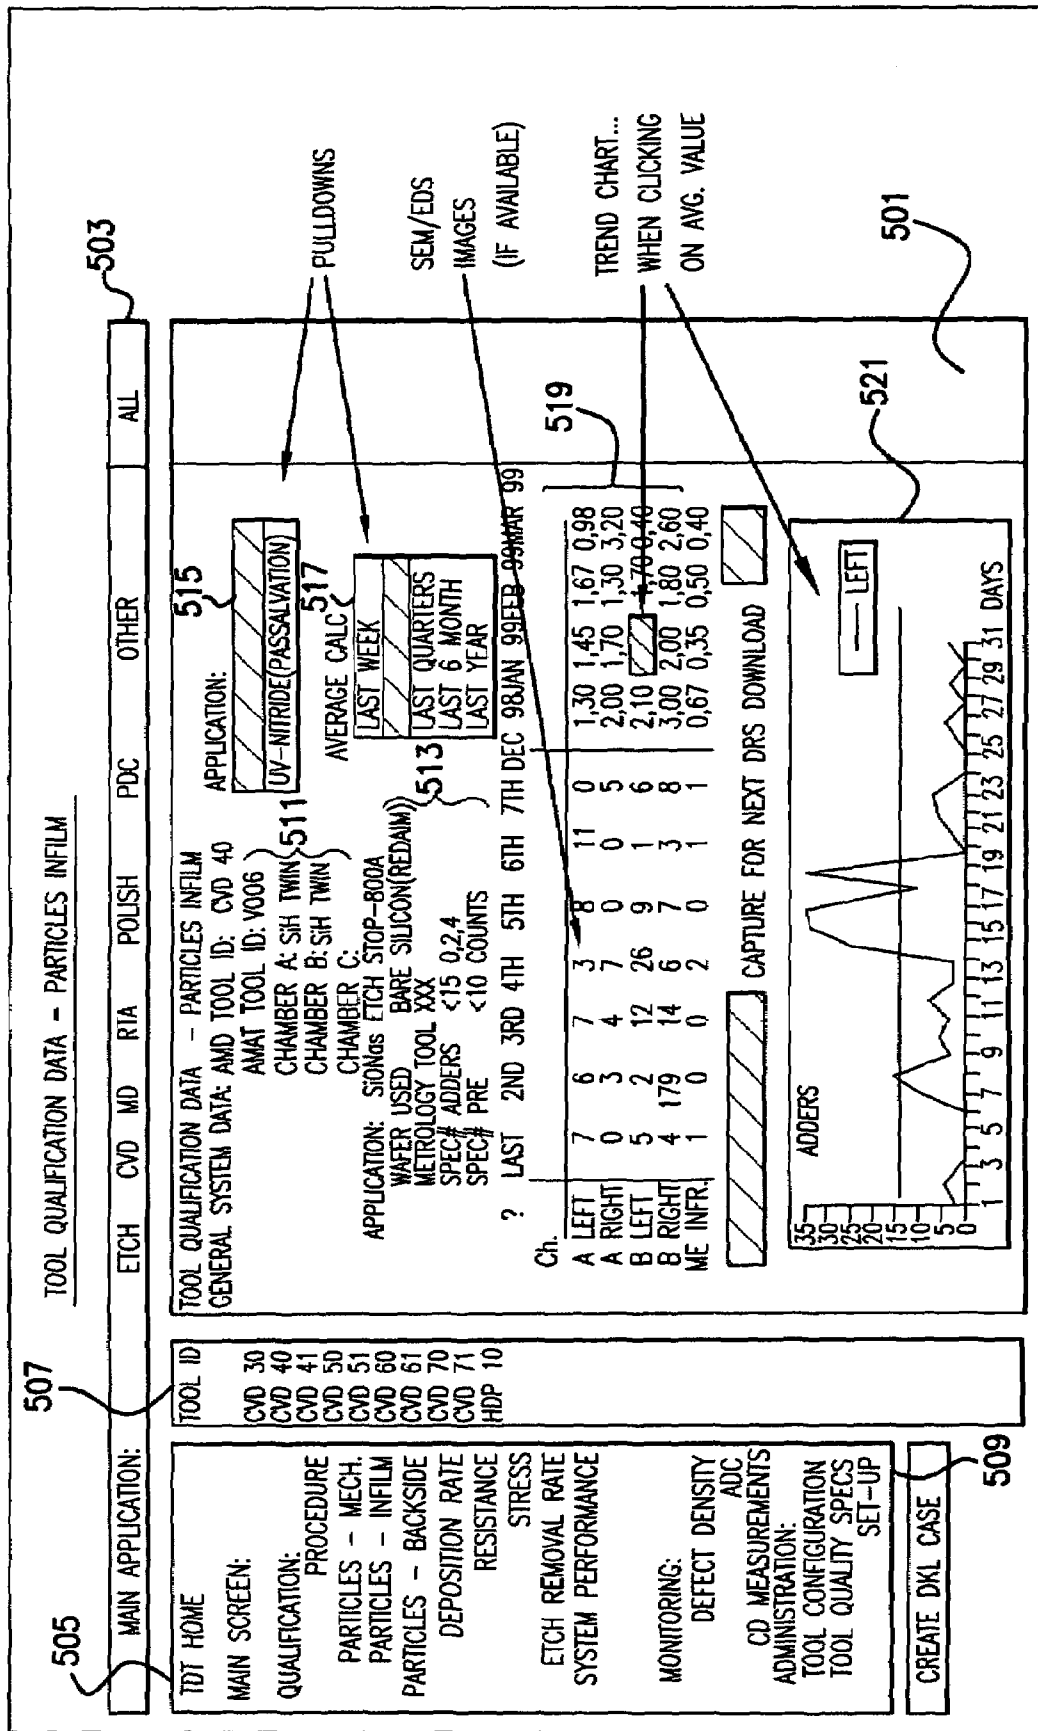 TOOL QUALIFICATION DATA - PARTICLES INFILM
503
505
507
MAIN APPLICATION: ETCH CVD MD RTA POLISH PDC OTHER ALL
TDT HOME
MAIN SCREEN:
QUALIFICATION:
PROCEDURE
PARTICLES - MECH.
PARTICLES - INFILM
PARTICLES - BACKSIDE
DEPOSITION RATE
RESISTANCE
STRESS
ETCH REMOVAL RATE
SYSTEM PERFORMANCE
MONITORING:
DEFECT DENSITY
ADC
CD MEASUREMENTS
ADMINISTRATION:
TOOL CONFIGURATION
TOOL QUALITY SPECS
SET-UP
509
CREATE DKL CASE
TOOL ID
CVD 30
CVD 40
CVD 41
CVD 50
CVD 51
CVD 60
CVD 61
CVD 70
CVD 71
HDP 10
TOOL QUALIFICATION DATA - PARTICLES INFILM
GENERAL SYSTEM DATA: AMD TOOL ID: CVD 40
AMAT TOOL ID: V006
CHAMBER A: SiH TWIN
CHAMBER B: SiH TWIN
CHAMBER C:
511
APPLICATION:
515
UV-NITRIDE(PASSALVATION)
AVERAGE CALC
517
LAST WEEK
LAST QUARTERS
LAST 6 MONTH
LAST YEAR
PULLDOWNS
APPLICATION: SiONas ETCH STOP-800A
WAFER USED BARE SILICON(REDAIM)
METROLOGY TOOL XXX
SPEC# ADDERS <15 0,2,4
SPEC# PRE <10 COUNTS
513
SEM/EDS
IMAGES
(IF AVAILABLE)
? LAST 2ND 3RD 4TH 5TH 6TH 7TH DEC 98JAN 99FEB 99MAR 99
Ch.
A LEFT 7 6 7 3 8 11 0 1,30 1,45 1,67 0,98
A RIGHT 0 3 4 7 0 0 5 2,00 1,70 1,30 3,20
B LEFT 5 2 12 26 9 1 6 2,10 1,70 0,40
B RIGHT 4 179 14 6 7 3 8 3,00 2,00 1,80 2,60
ME INFR. 1 0 0 2 0 1 1 0,67 0,35 0,50 0,40
519
TREND CHART...
WHEN CLICKING
ON AVG. VALUE
CAPTURE FOR NEXT DRS DOWNLOAD
ADDERS
LEFT
35
30
25
20
15
10
5
0
1 3 5 7 9 11 13 15 17 19 21 23 25 27 29 31 DAYS
521
501